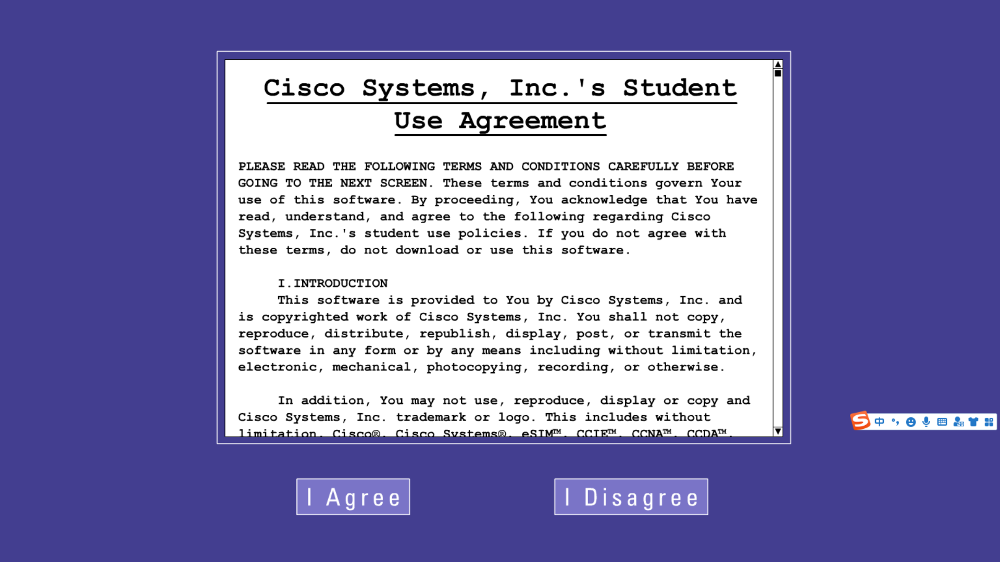 Cisco Systems, Inc.'s Student
Use Agreement
PLEASE READ THE FOLLOWING TERMS AND CONDITIONS CAREFULLY BEFORE
GOING TO THE NEXT SCREEN. These terms and conditions govern Your
use of this software. By proceeding, You acknowledge that You have
read, understand, and agree to the following regarding Cisco
Systems, Inc.'s student use policies. If you do not agree with
these terms, do not download or use this software.
I.INTRODUCTION
This software is provided to You by Cisco Systems, Inc. and
is copyrighted work of Cisco Systems, Inc. You shall not copy,
reproduce, distribute, republish, display, post, or transmit the
software in any form or by any means including without limitation,
electronic, mechanical, photocopying, recording, or otherwise.
In addition, You may not use, reproduce, display or copy and
Cisco Systems, Inc. trademark or logo. This includes without
limitation, Cisco®, Cisco Systems®, eSIM™, CCIE™, CCNA™, CCDA™,
S 中 29
I Agree
I Disagree